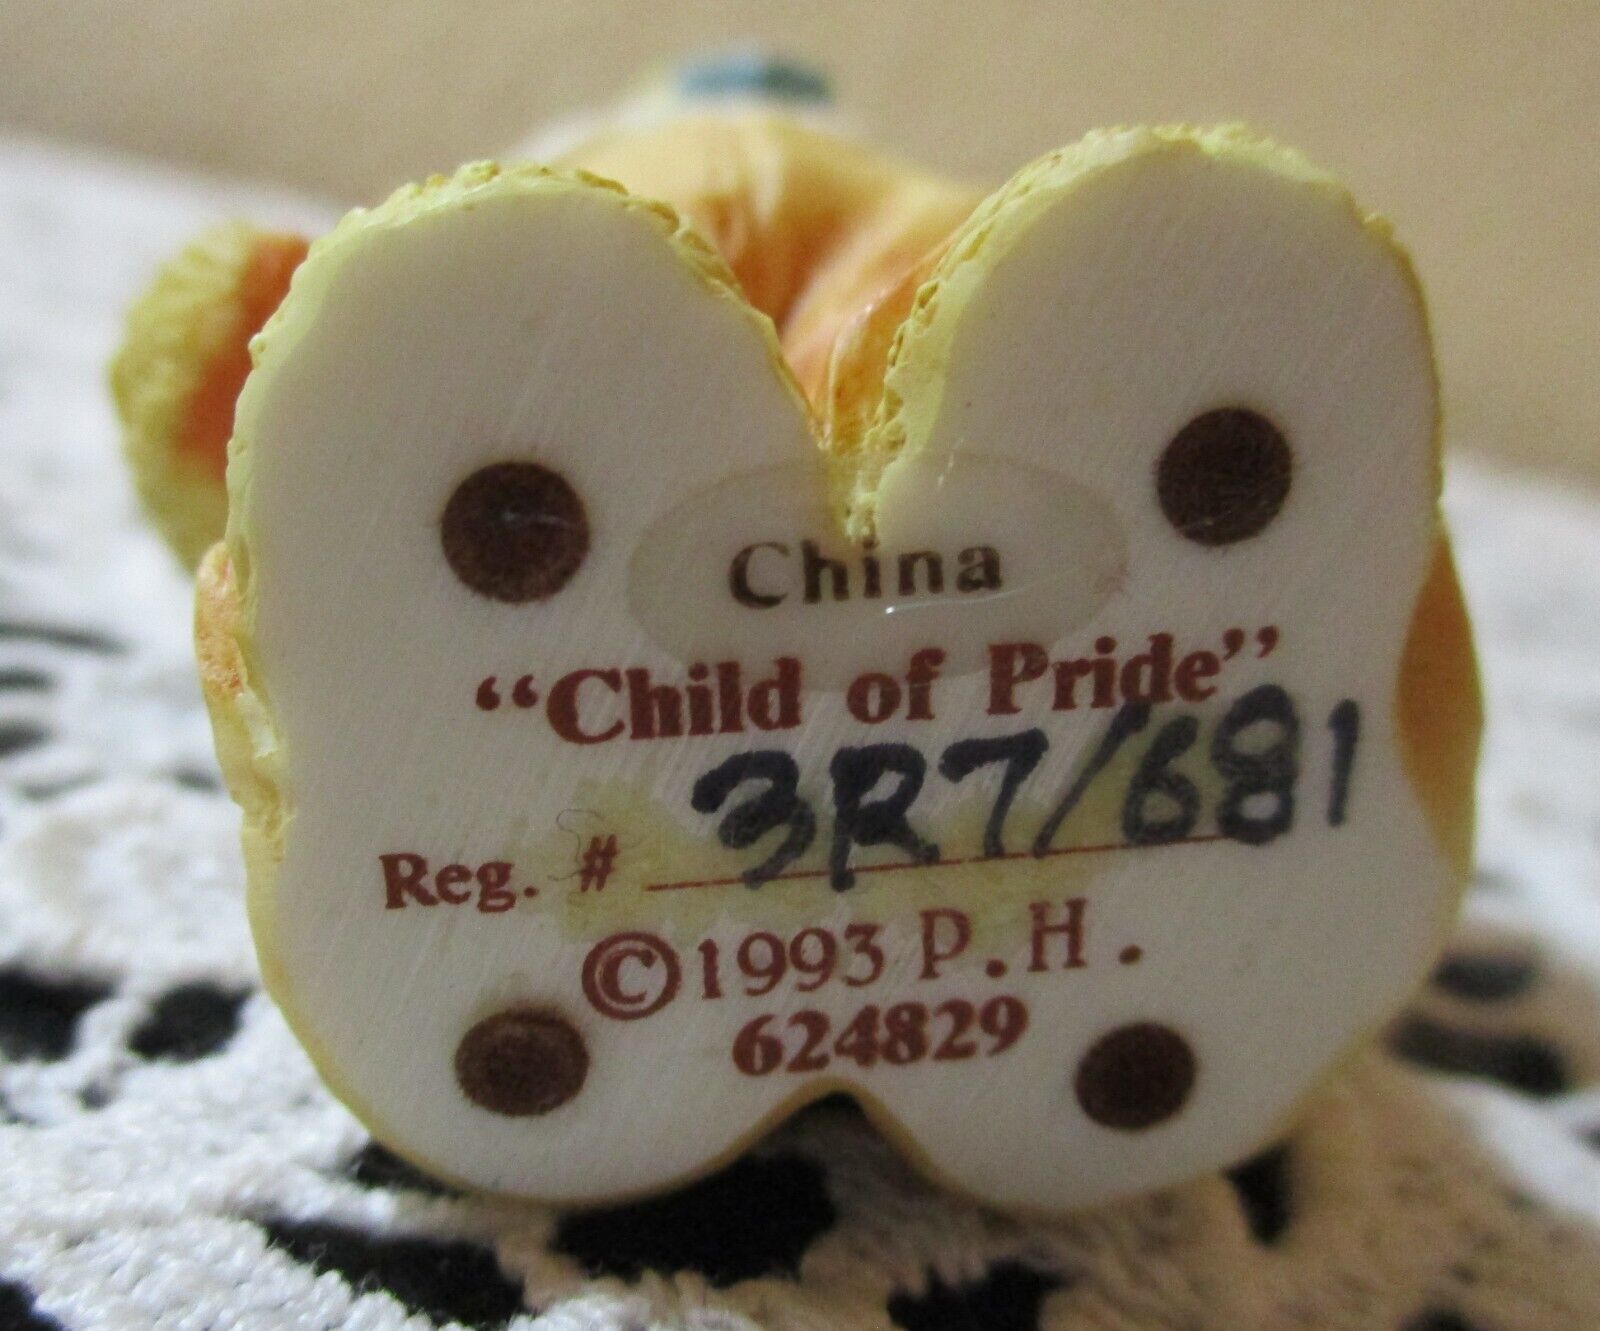 China
“Child of Pride”
Reg. # 3R7/681
©1993 P.H.
624829